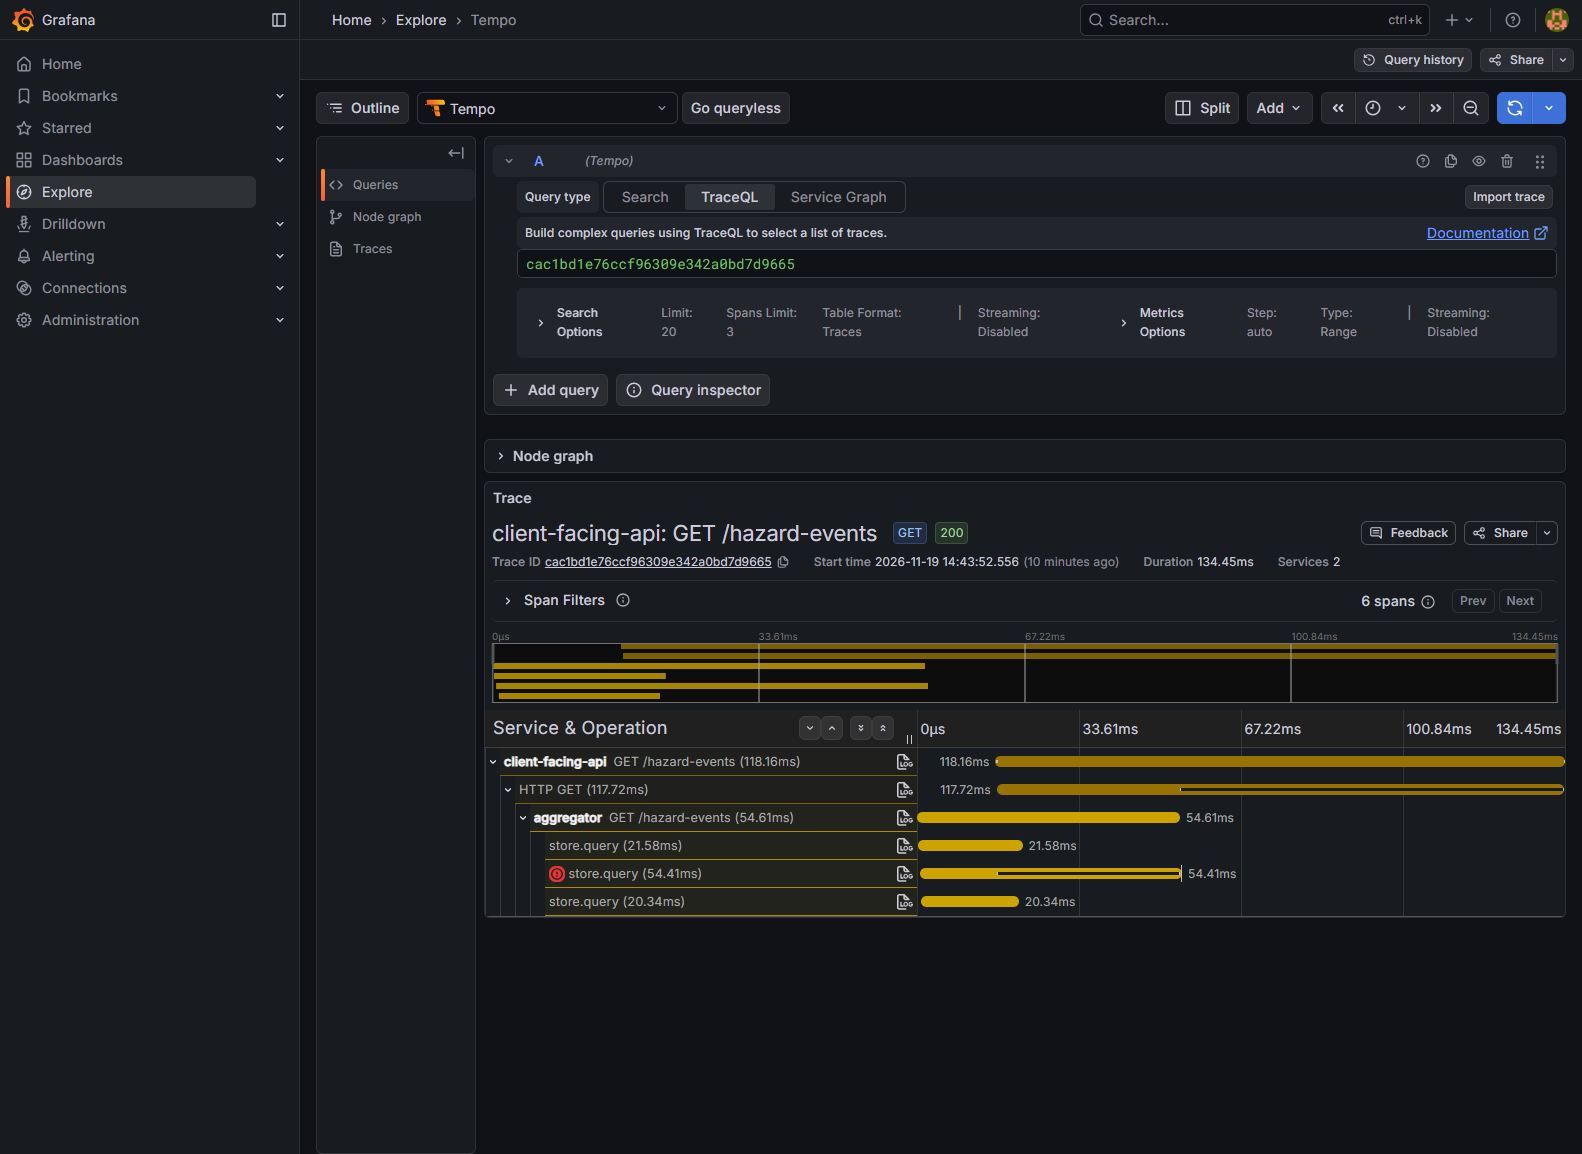 Grafana
Home › Explore › Tempo
Search...
ctrl+k
Query history
Share
Home
Bookmarks
Starred
Dashboards
Explore
Drilldown
Alerting
Connections
Administration
Outline
Tempo
Go queryless
Split
Add
Queries
Node graph
Traces
A (Tempo)
Query type
Search
TraceQL
Service Graph
Import trace
Build complex queries using TraceQL to select a list of traces.
Documentation
cac1bd1e76ccf96309e342a0bd7d9665
Search Options
Limit: 20
Spans Limit: 3
Table Format: Traces
Streaming: Disabled
Metrics Options
Step: auto
Type: Range
Streaming: Disabled
+ Add query
Query inspector
Node graph
Trace
client-facing-api: GET /hazard-events
GET
200
Feedback
Share
Trace ID cac1bd1e76ccf96309e342a0bd7d9665
Start time 2026-11-19 14:43:52.556 (10 minutes ago)
Duration 134.45ms
Services 2
Span Filters
6 spans
Prev
Next
0μs 33.61ms 67.22ms 100.84ms 134.45ms
Service & Operation
0μs 33.61ms 67.22ms 100.84ms 134.45ms
client-facing-api GET /hazard-events (118.16ms)
LOG
118.16ms
HTTP GET (117.72ms)
LOG
117.72ms
aggregator GET /hazard-events (54.61ms)
LOG
54.61ms
store.query (21.58ms)
LOG
21.58ms
store.query (54.41ms)
LOG
54.41ms
store.query (20.34ms)
LOG
20.34ms